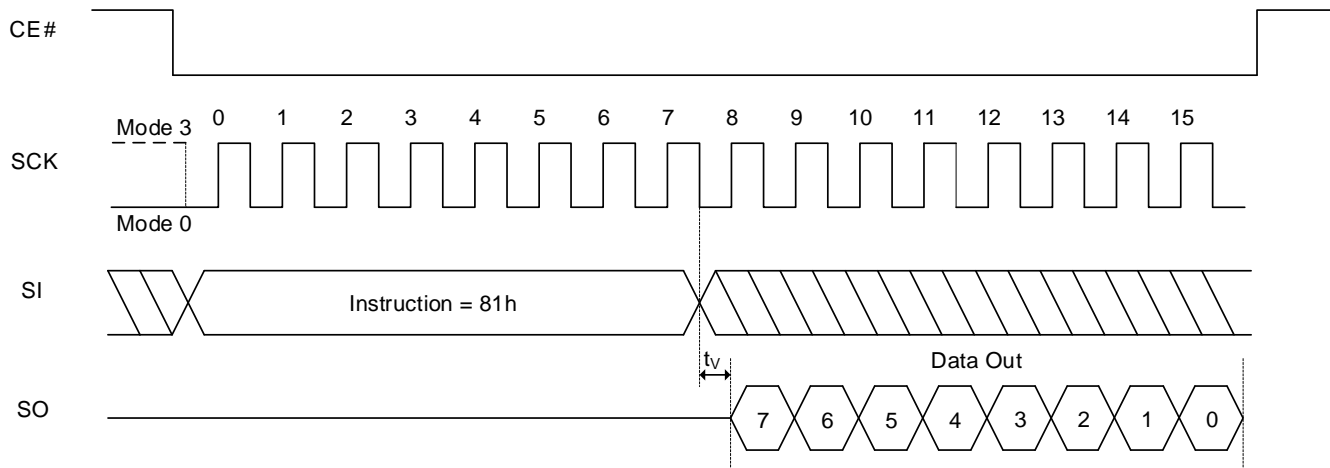 CE#
0 1 2 3 4 5 6 7 8 9 10 11 12 13 14 15
Mode 3
SCK
Mode 0
SI
Instruction = 81h
tV
Data Out
SO
7 6 5 4 3 2 1 0